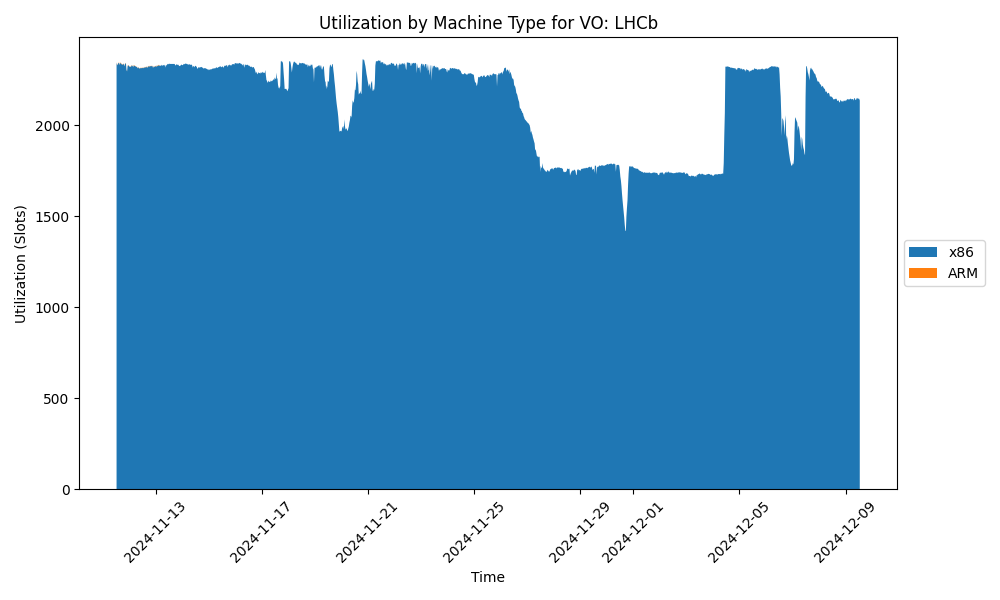 Utilization by Machine Type for VO: LHCb
Utilization (Slots)
2000
1500
1000
500
0
2024-11-13
2024-11-17
2024-11-21
2024-11-25
2024-11-29
2024-12-01
2024-12-05
2024-12-09
Time
x86
ARM